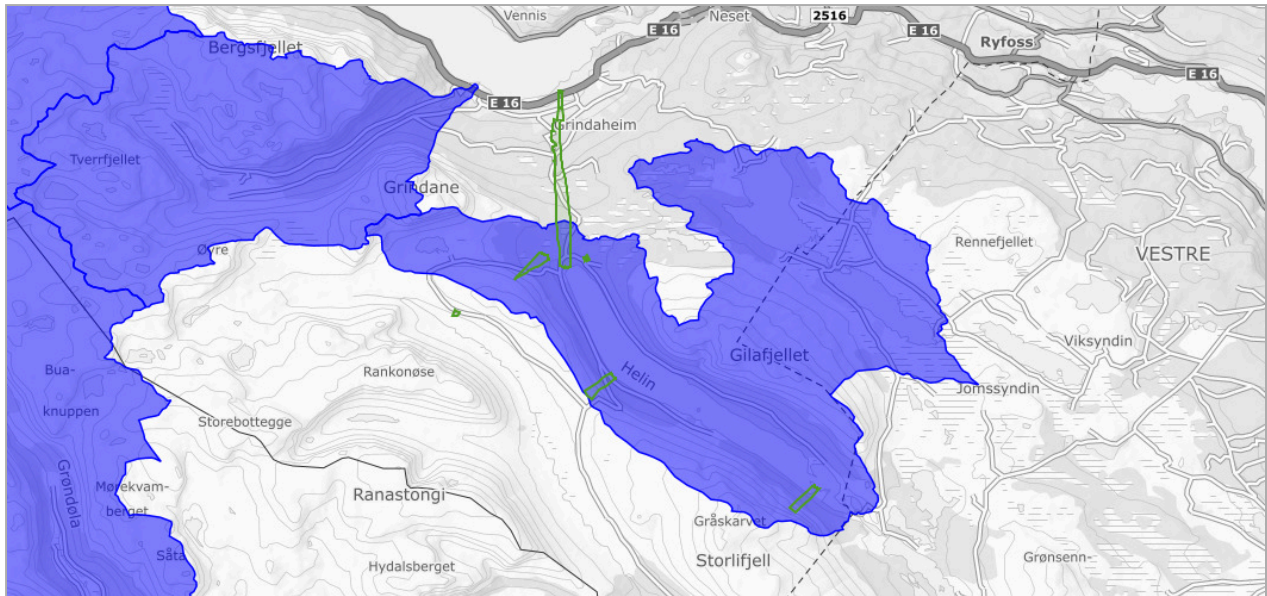 Vennis
Neset
2516
E 16
E 16
Ryfoss
Bergsfjellet
E 16
E 16
Grindaheim
Tverrfjellet
Grindane
Øyre
Rennefjellet
VESTRE
Viksyndin
Gilafjellet
Helin
Bua-
knuppen
Rankonøse
Jomssyndin
Storebottegge
Grøndøla
Mørekvam-
berget
Ranastongi
Gråskarvet
Såta
Hydalsberget
Storlifjell
Grønsenn-